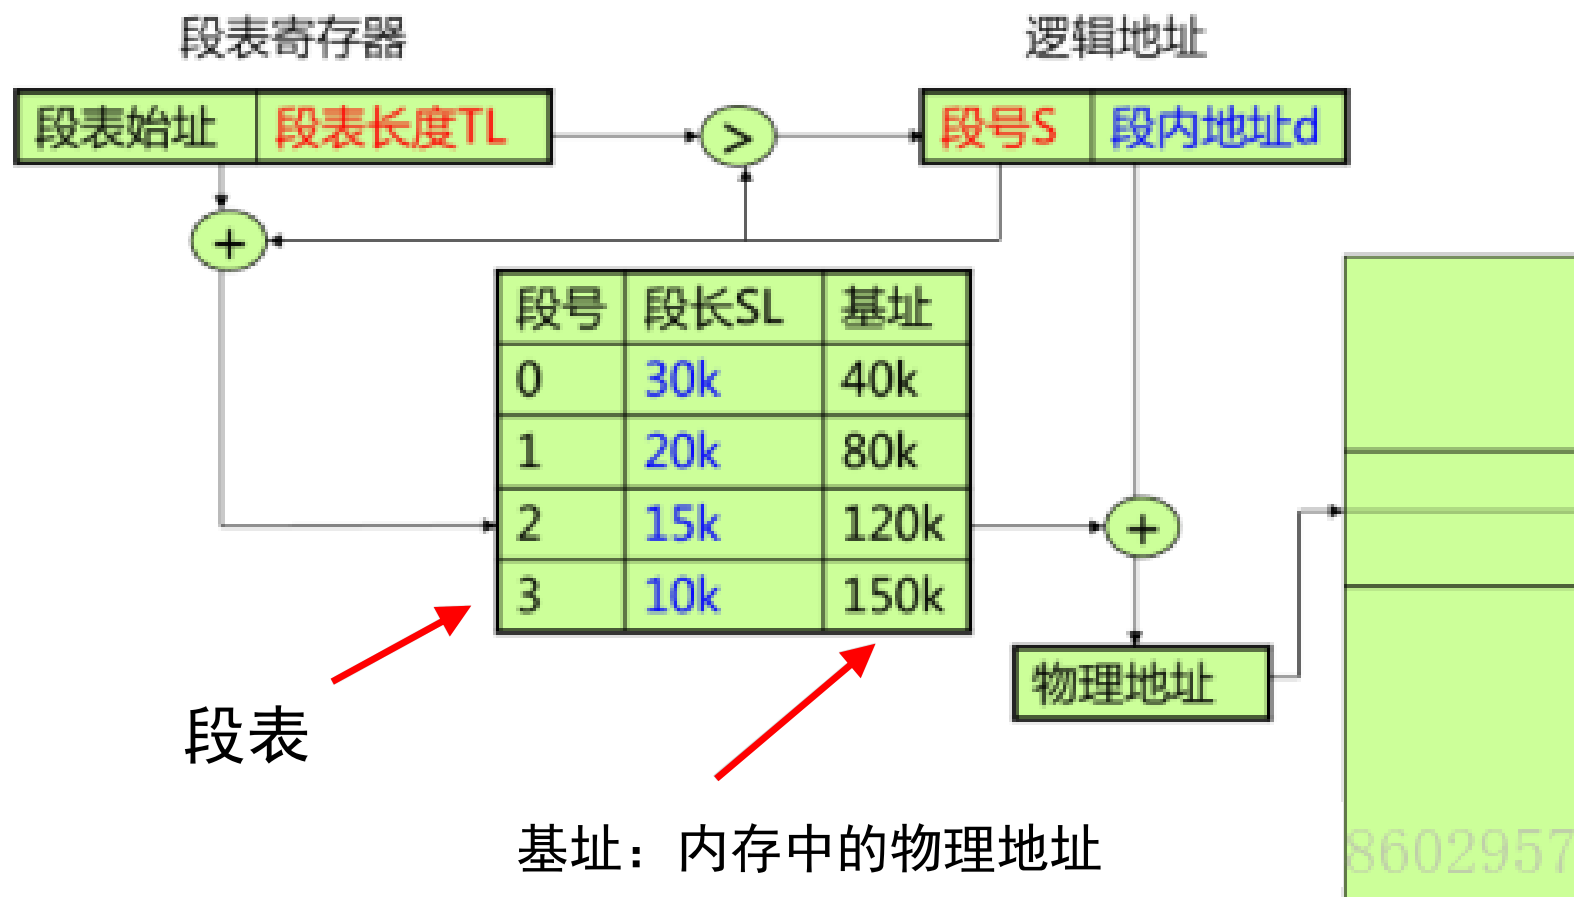 段表寄存器 逻辑地址
段表始址 段表长度TL > 段号S 段内地址d
+
段号 段长SL 基址
0 30k 40k
1 20k 80k
2 15k 120k +
3 10k 150k
物理地址
段表
基址：内存中的物理地址
8602957